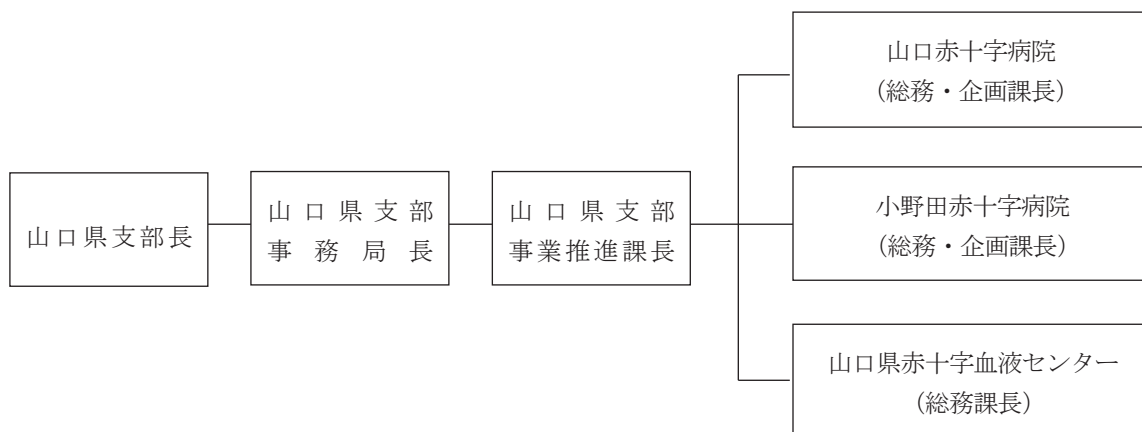 山口県支部長
山口県支部
事務局長
山口県支部
事業推進課長
山口赤十字病院
（総務・企画課長）
小野田赤十字病院
（総務・企画課長）
山口県赤十字血液センター
（総務課長）